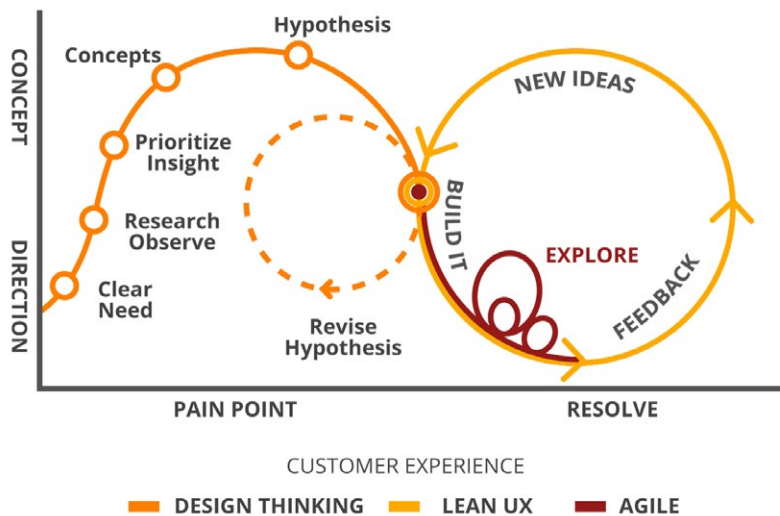 Hypothesis
Concepts
Prioritize
Insight
Research
Observe
Clear
Need
Revise
Hypothesis
CONCEPT
DIRECTION
NEW IDEAS
BUILD IT
EXPLORE
FEEDBACK
PAIN POINT
RESOLVE
CUSTOMER EXPERIENCE
DESIGN THINKING
LEAN UX
AGILE